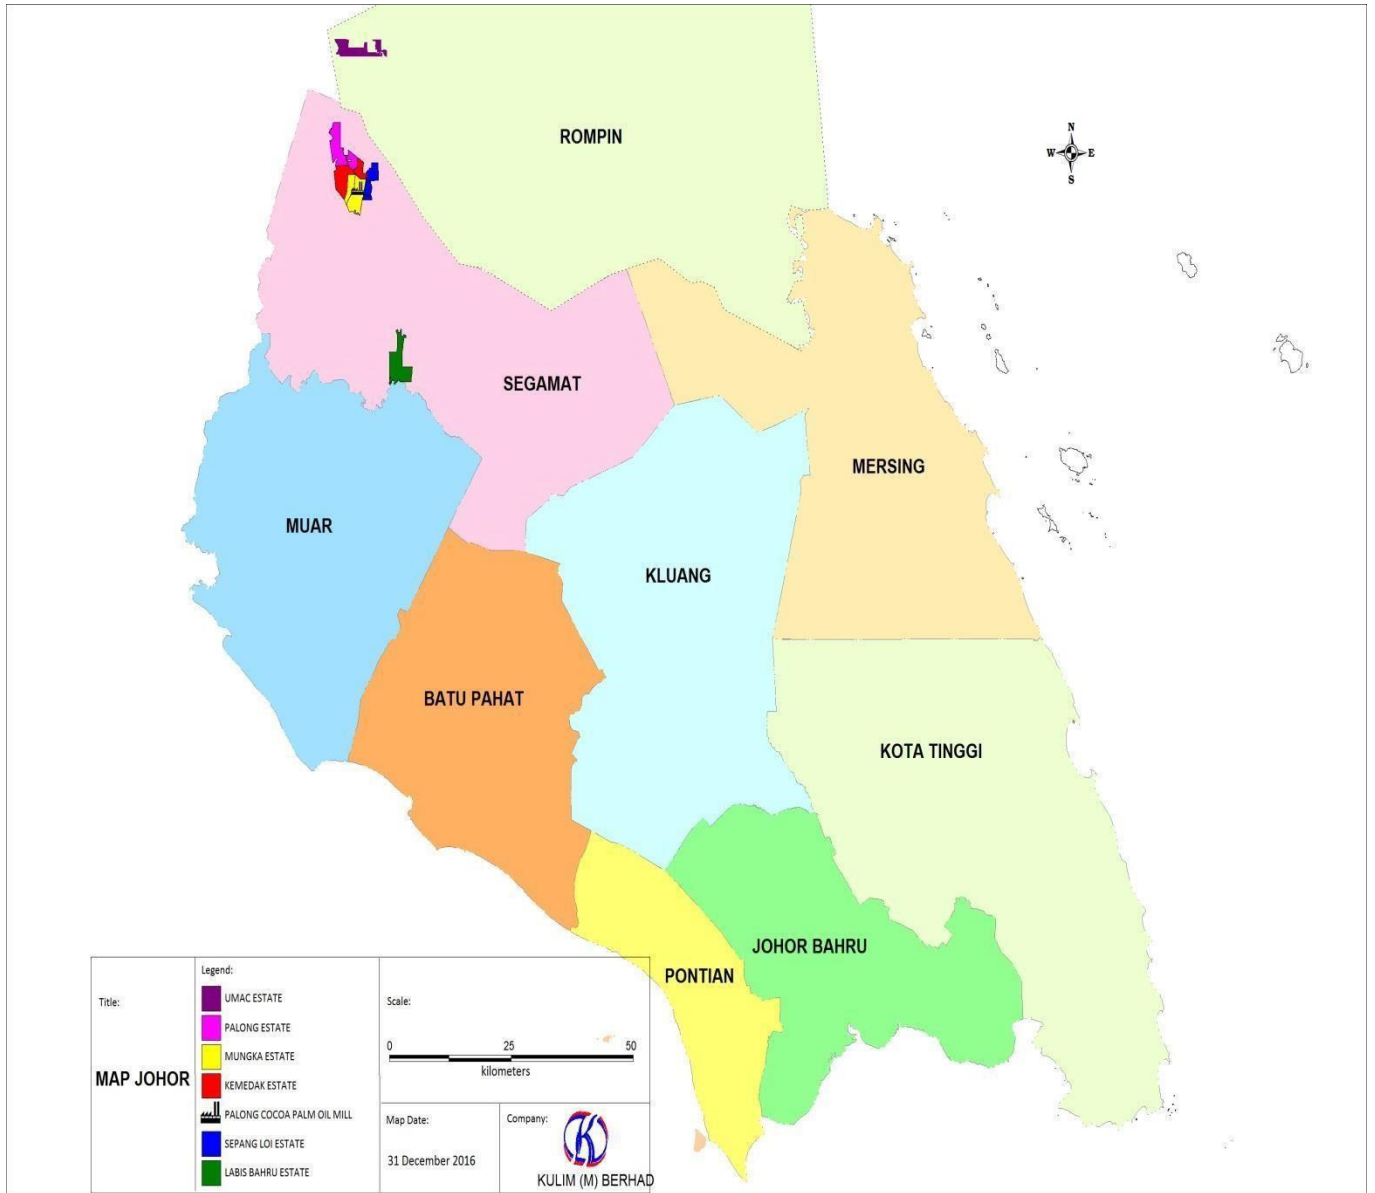 ROMPIN
N
W E
S
SEGAMAT
MERSING
MUAR
KLUANG
BATU PAHAT
KOTA TINGGI
JOHOR BAHRU
PONTIAN
Title:
MAP JOHOR
Legend:
UMAC ESTATE
PALONG ESTATE
MUNGKA ESTATE
KEMEDAK ESTATE
PALONG COCOA PALM OIL MILL
SEPANG LOI ESTATE
LABIS BAHRU ESTATE
Scale:
0 25 50
kilometers
Map Date:
31 December 2016
Company:
K
KULIM (M) BERHAD